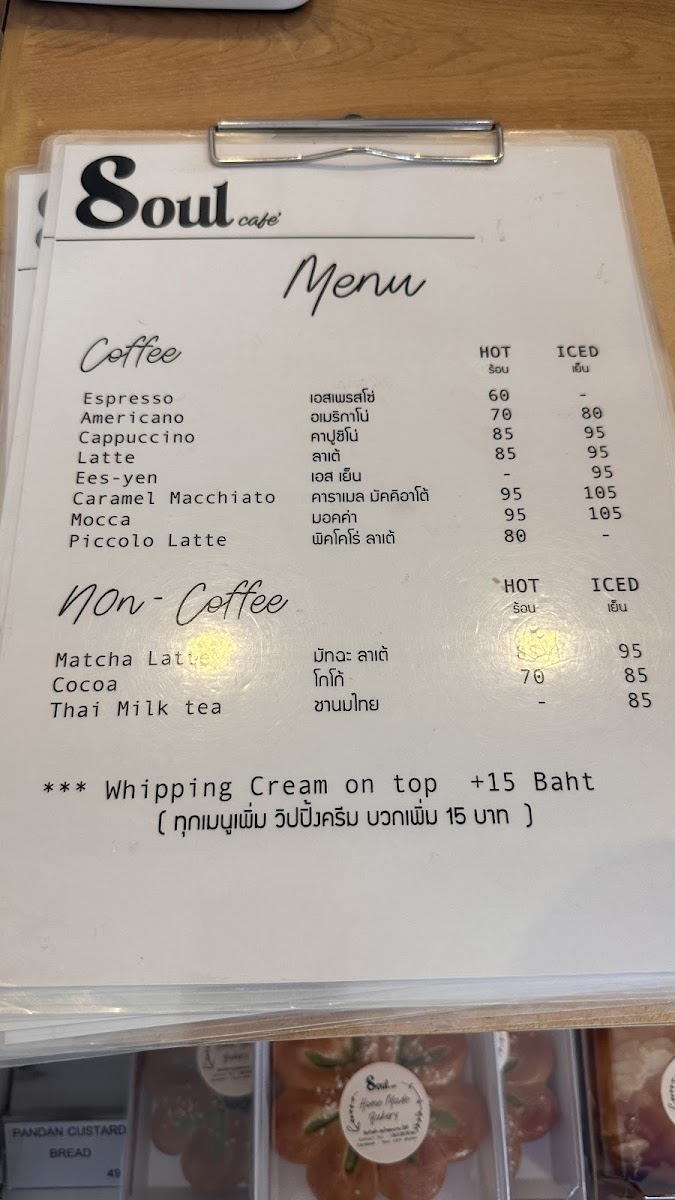 Soul cafe'
Menu
Coffee HOT ICED
ร้อน เย็น
Espresso เอสเพรสโซ่ 60 -
Americano อเมริกาโน่ 70 80
Cappuccino คาปูชิโน่ 85 95
Latte ลาเต้ 85 95
Ees-yen เอส เย็น - 95
Caramel Macchiato คาราเมล มัคคิอาโต้ 95 105
Mocca มอคค่า 95 105
Piccolo Latte พิคโคโร่ ลาเต้ 80 -
Non - Coffee HOT ICED
ร้อน เย็น
Matcha Latte มัทฉะ ลาเต้ 85 95
Cocoa โกโก้ 70 85
Thai Milk tea ชานมไทย - 85
*** Whipping Cream on top +15 Baht
( ทุกเมนูเพิ่ม วิปปิ้งครีม บวกเพิ่ม 15 บาท )
Soul
Home Made
Bakery
PANDAN CUSTARD
BREAD
49